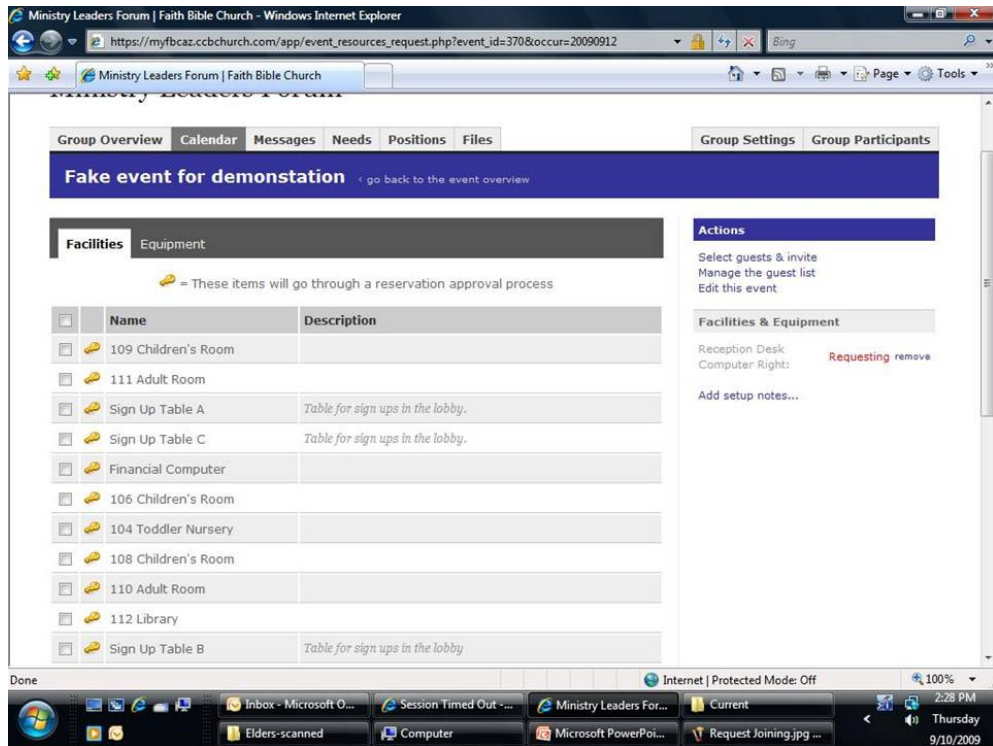 Ministry Leaders Forum | Faith Bible Church - Windows Internet Explorer
https://myfbcaz.ccbchurch.com/app/event_resources_request.php?event_id=370&occur=20090912
Bing
Ministry Leaders Forum | Faith Bible Church
Page Tools
Ministry Leaders Forum
Group Overview Calendar Messages Needs Positions Files Group Settings Group Participants
Fake event for demonstation ‹ go back to the event overview
Facilities Equipment
= These items will go through a reservation approval process
Name Description
109 Children's Room
111 Adult Room
Sign Up Table A Table for sign ups in the lobby.
Sign Up Table C Table for sign ups in the lobby.
Financial Computer
106 Children's Room
104 Toddler Nursery
108 Children's Room
110 Adult Room
112 Library
Sign Up Table B Table for sign ups in the lobby
Actions
Select guests & invite
Manage the guest list
Edit this event
Facilities & Equipment
Reception Desk
Computer Right: Requesting remove
Add setup notes...
Done Internet | Protected Mode: Off 100%
Inbox - Microsoft O... Session Timed Out -... Ministry Leaders For... Current 2:28 PM
Thursday
Elders-scanned Computer Microsoft PowerPoi... Request Joining.jpg ... 9/10/2009